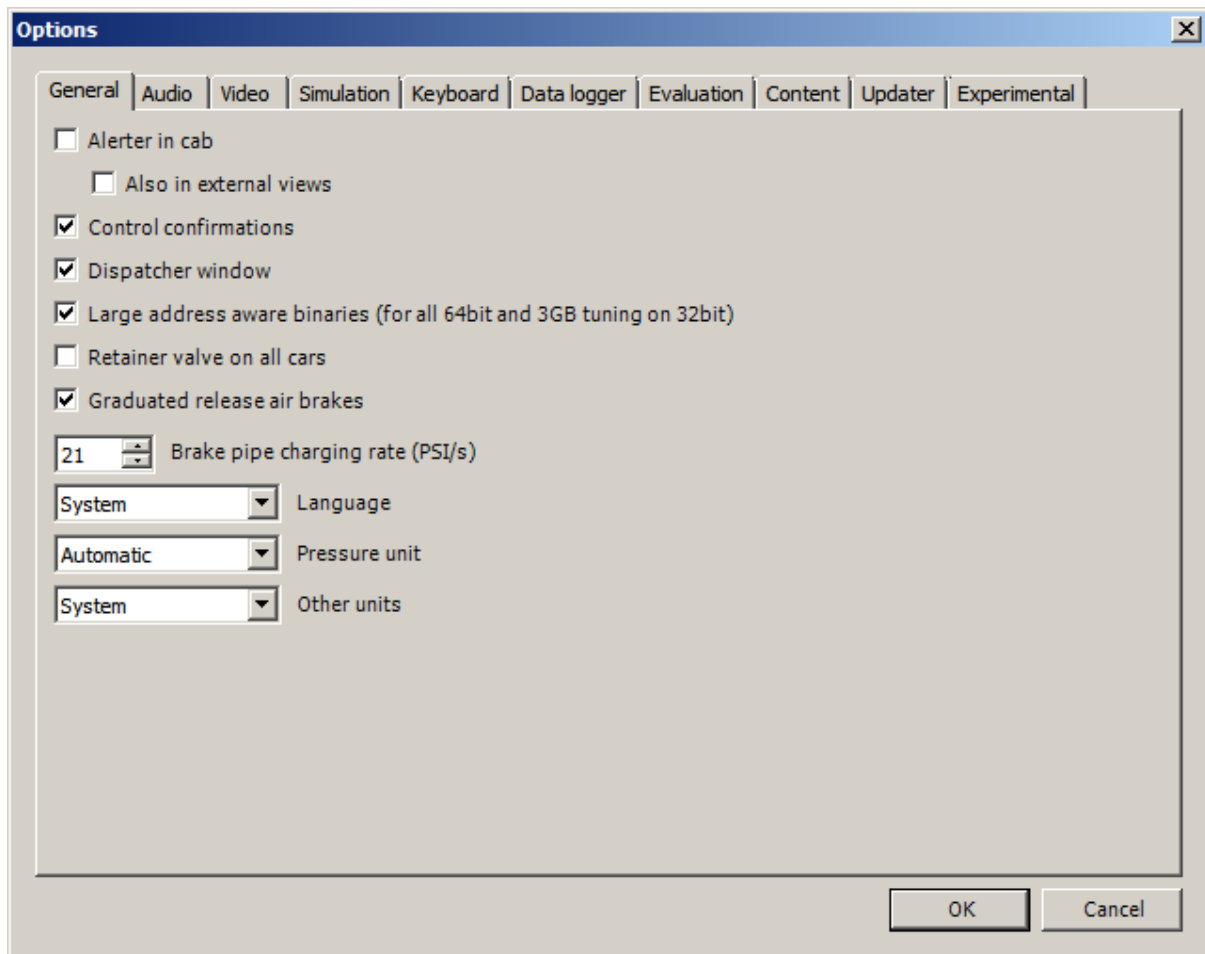 Options
General Audio Video Simulation Keyboard Data logger Evaluation Content Updater Experimental
Alerter in cab
Also in external views
Control confirmations
Dispatcher window
Large address aware binaries (for all 64bit and 3GB tuning on 32bit)
Retainer valve on all cars
Graduated release air brakes
21 Brake pipe charging rate (PSI/s)
System Language
Automatic Pressure unit
System Other units
OK Cancel